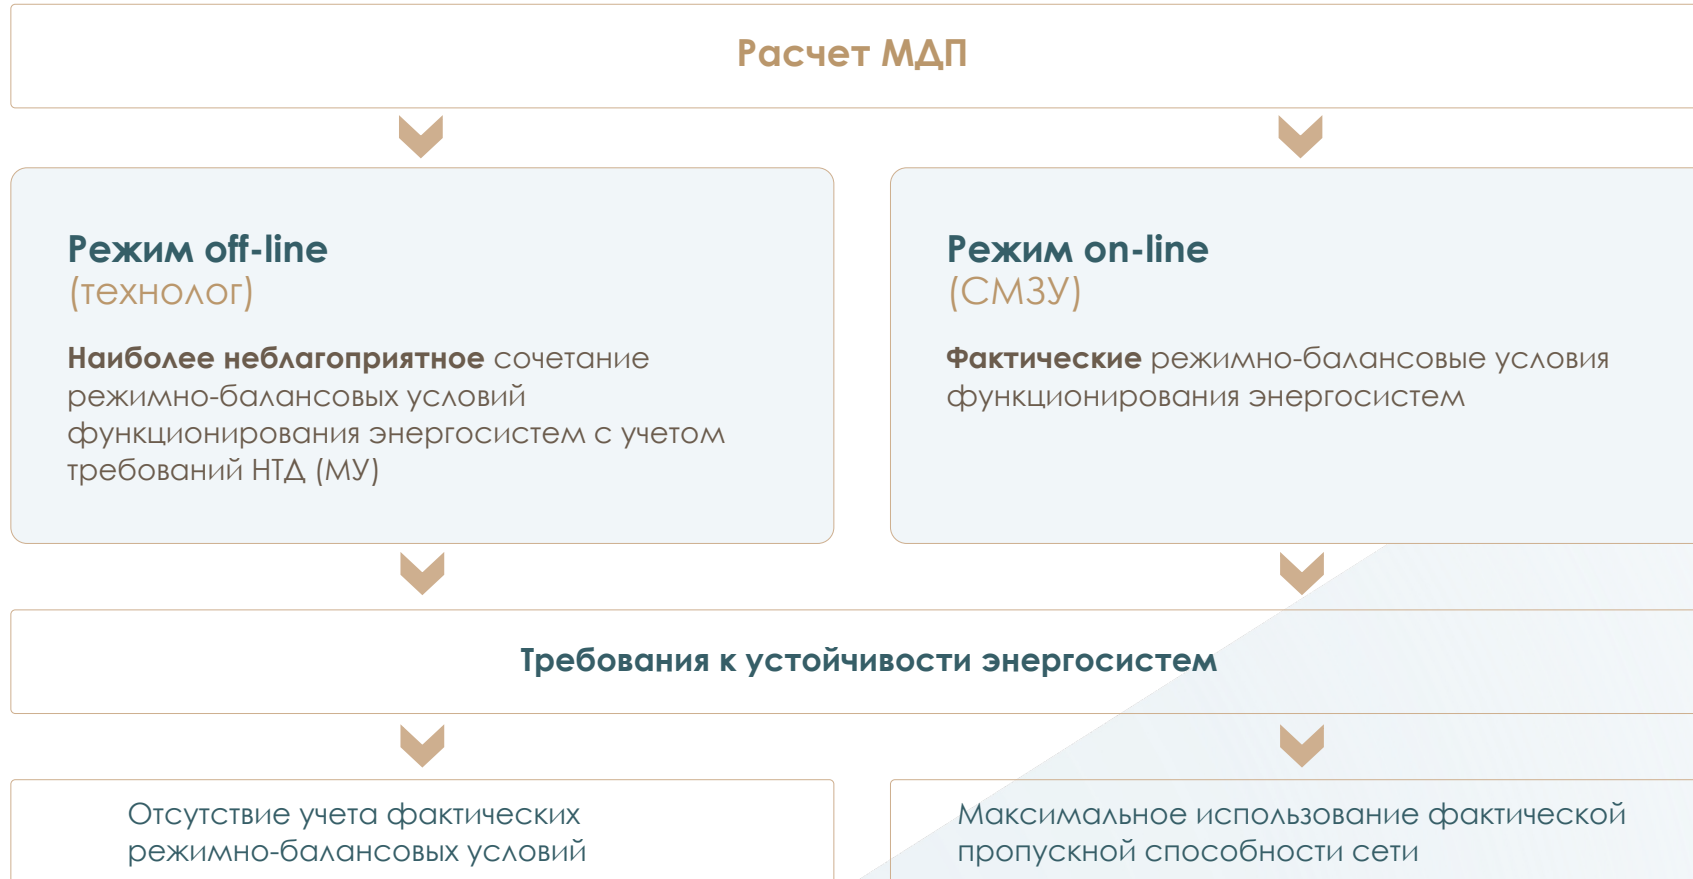 Расчет МДП
Режим off-line
(технолог)
Наиболее неблагоприятное сочетание
режимно-балансовых условий
функционирования энергосистем с учетом
требований НТД (МУ)
Режим on-line
(СМЗУ)
Фактические режимно-балансовые условия
функционирования энергосистем
Требования к устойчивости энергосистем
Отсутствие учета фактических
режимно-балансовых условий
Максимальное использование фактической
пропускной способности сети